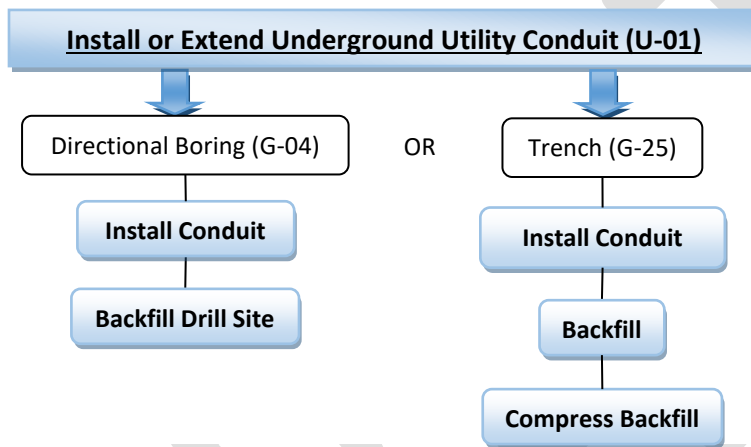 Install or Extend Underground Utility Conduit (U-01)
Directional Boring (G-04)
OR
Trench (G-25)
Install Conduit
Install Conduit
Backfill Drill Site
Backfill
Compress Backfill